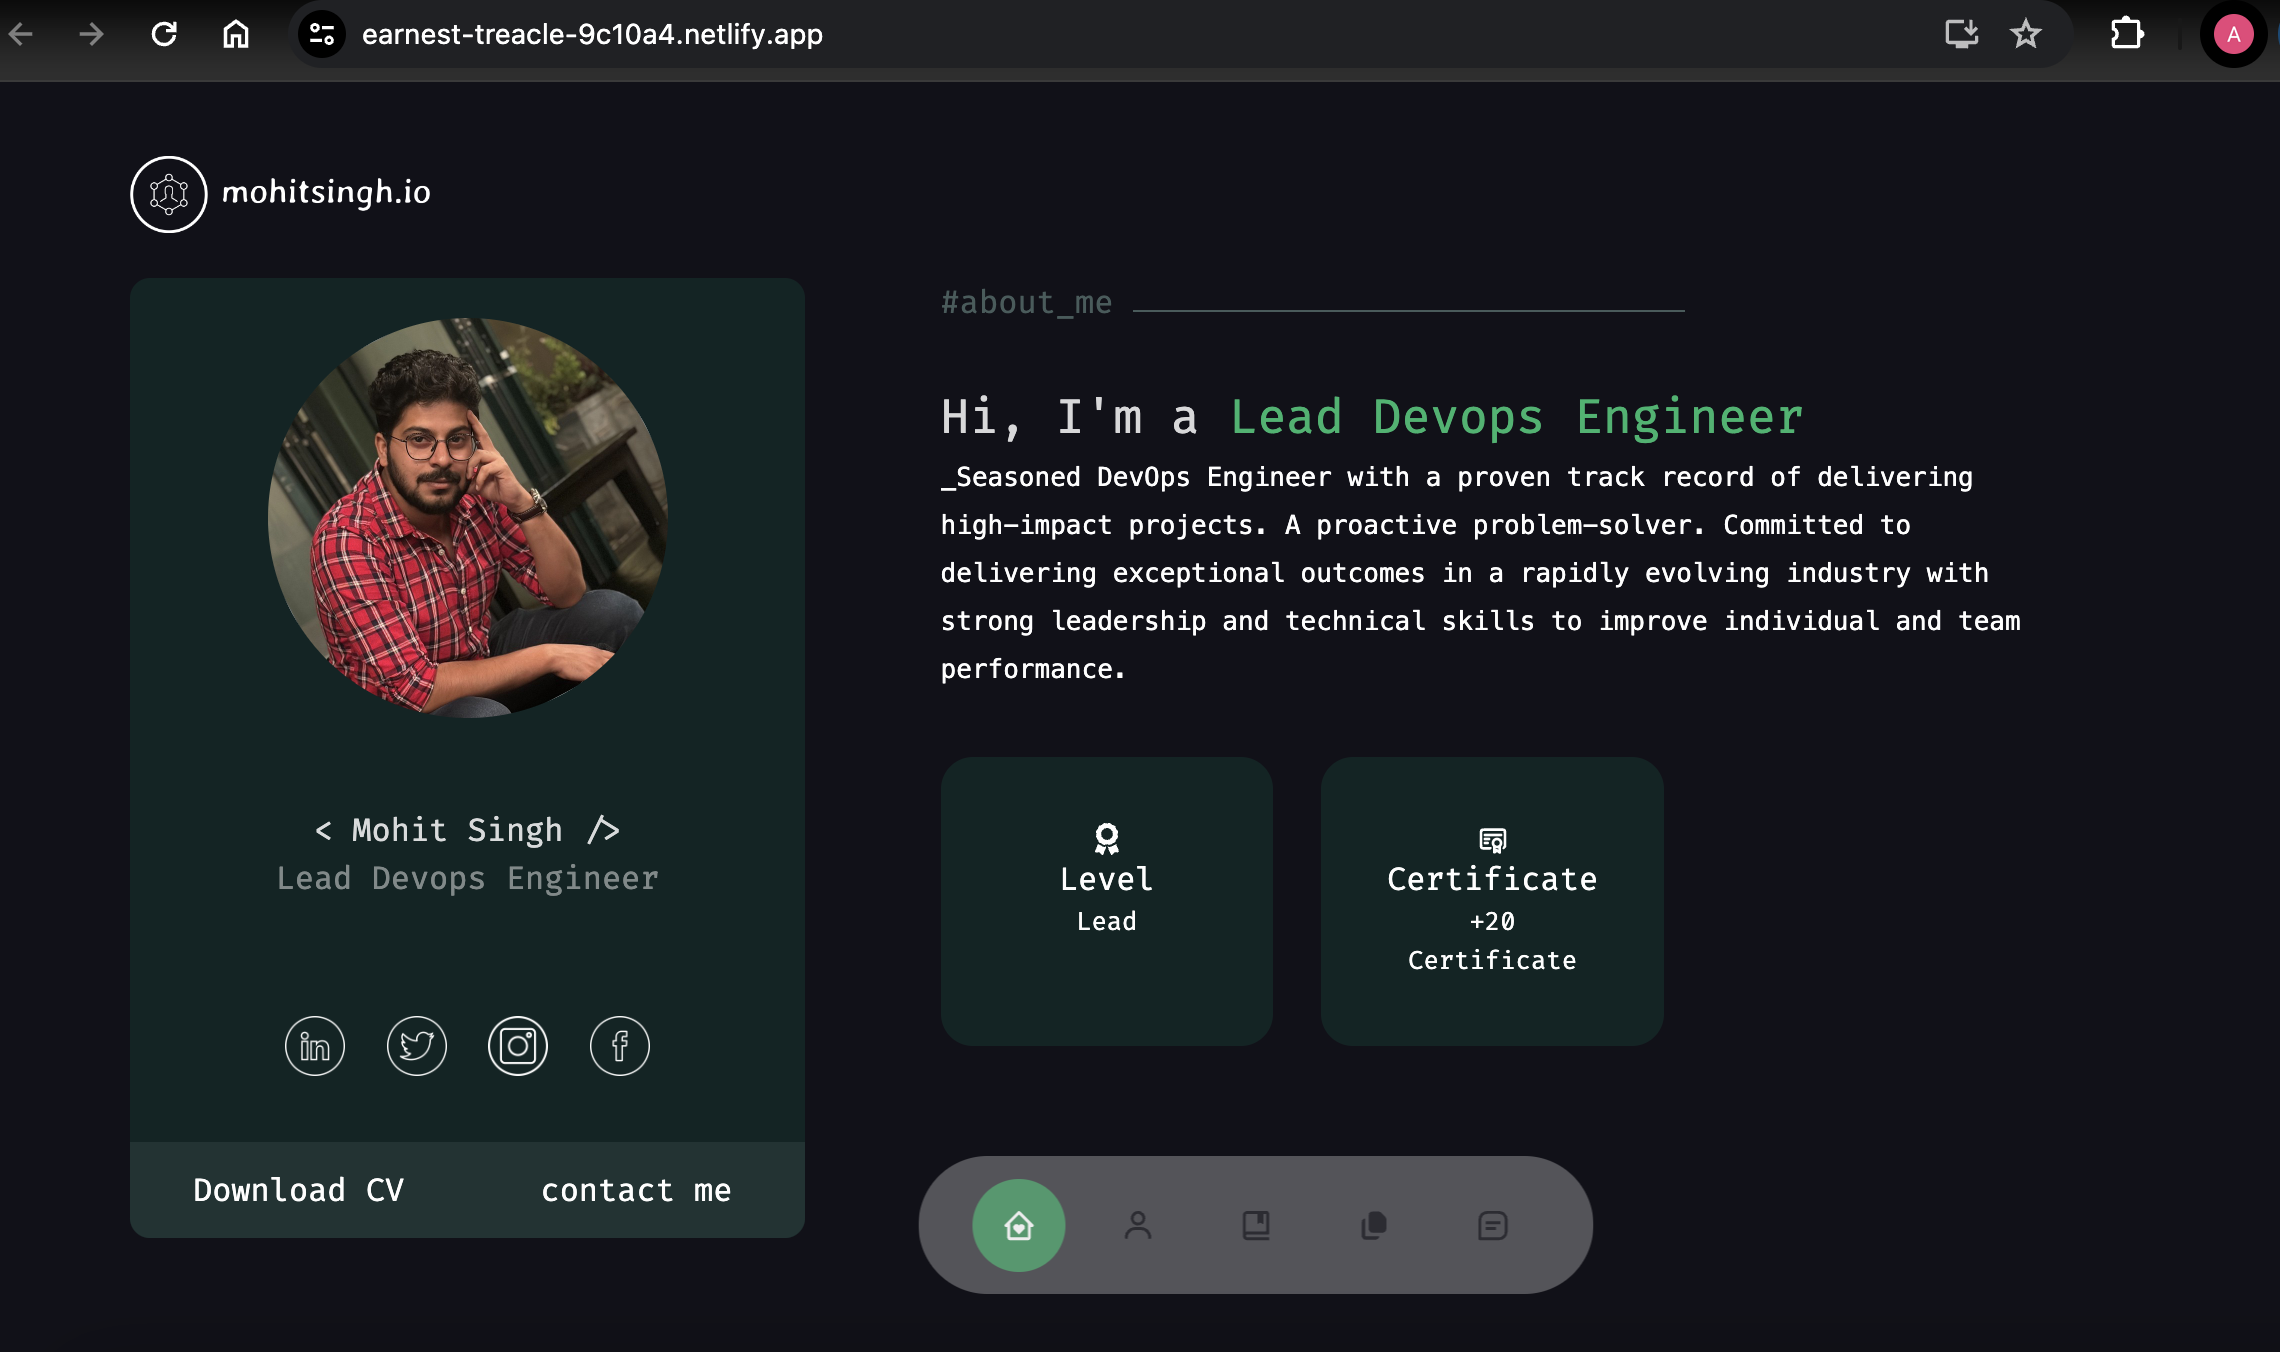 earnest-treacle-9c10a4.netlify.app
A
mohitsingh.io
< Mohit Singh />
Lead Devops Engineer
in
f
Download CV
contact me
#about_me
Hi, I'm a Lead Devops Engineer
_Seasoned DevOps Engineer with a proven track record of delivering
high-impact projects. A proactive problem-solver. Committed to
delivering exceptional outcomes in a rapidly evolving industry with
strong leadership and technical skills to improve individual and team
performance.
Level
Lead
Certificate
+20
Certificate